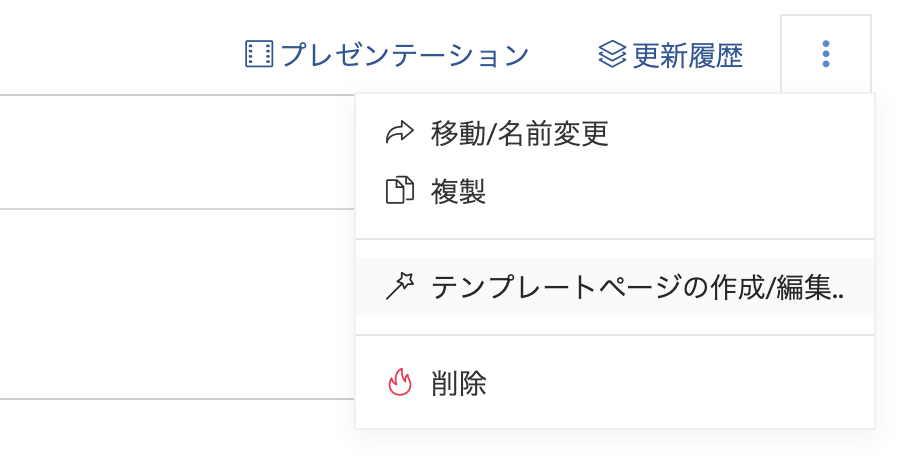 プレゼンテーション 更新履歴
移動/名前変更
複製
テンプレートページの作成/編集..
削除